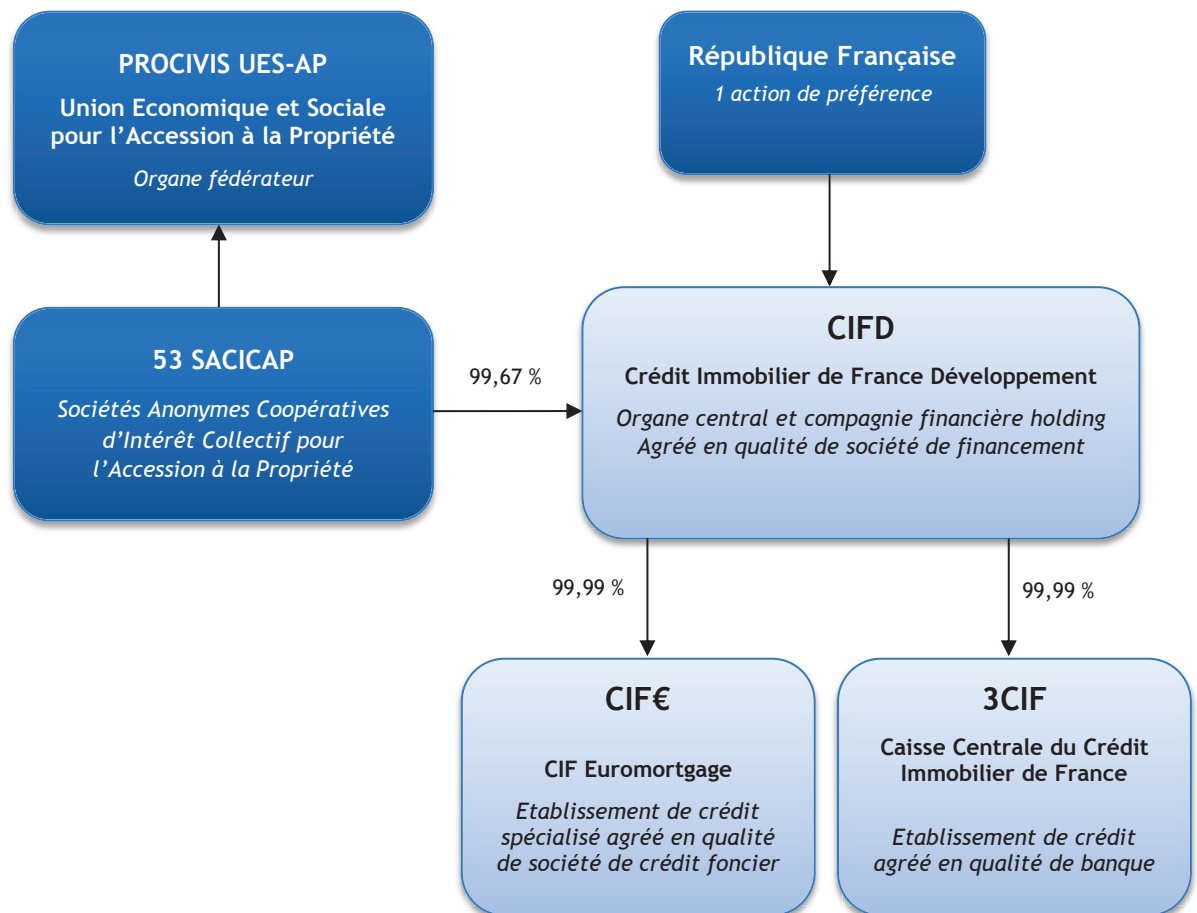 PROCIVIS UES-AP
Union Economique et Sociale
pour l’Accession à la Propriété
Organe fédérateur
République Française
1 action de préférence
53 SACICAP
Sociétés Anonymes Coopératives
d’Intérêt Collectif pour
l’Accession à la Propriété
99,67 %
CIFD
Crédit Immobilier de France Développement
Organe central et compagnie financière holding
Agréé en qualité de société de financement
99,99 %
99,99 %
CIF€
CIF Euromortgage
Etablissement de crédit
spécialisé agréé en qualité
de société de crédit foncier
3CIF
Caisse Centrale du Crédit
Immobilier de France
Etablissement de crédit
agréé en qualité de banque